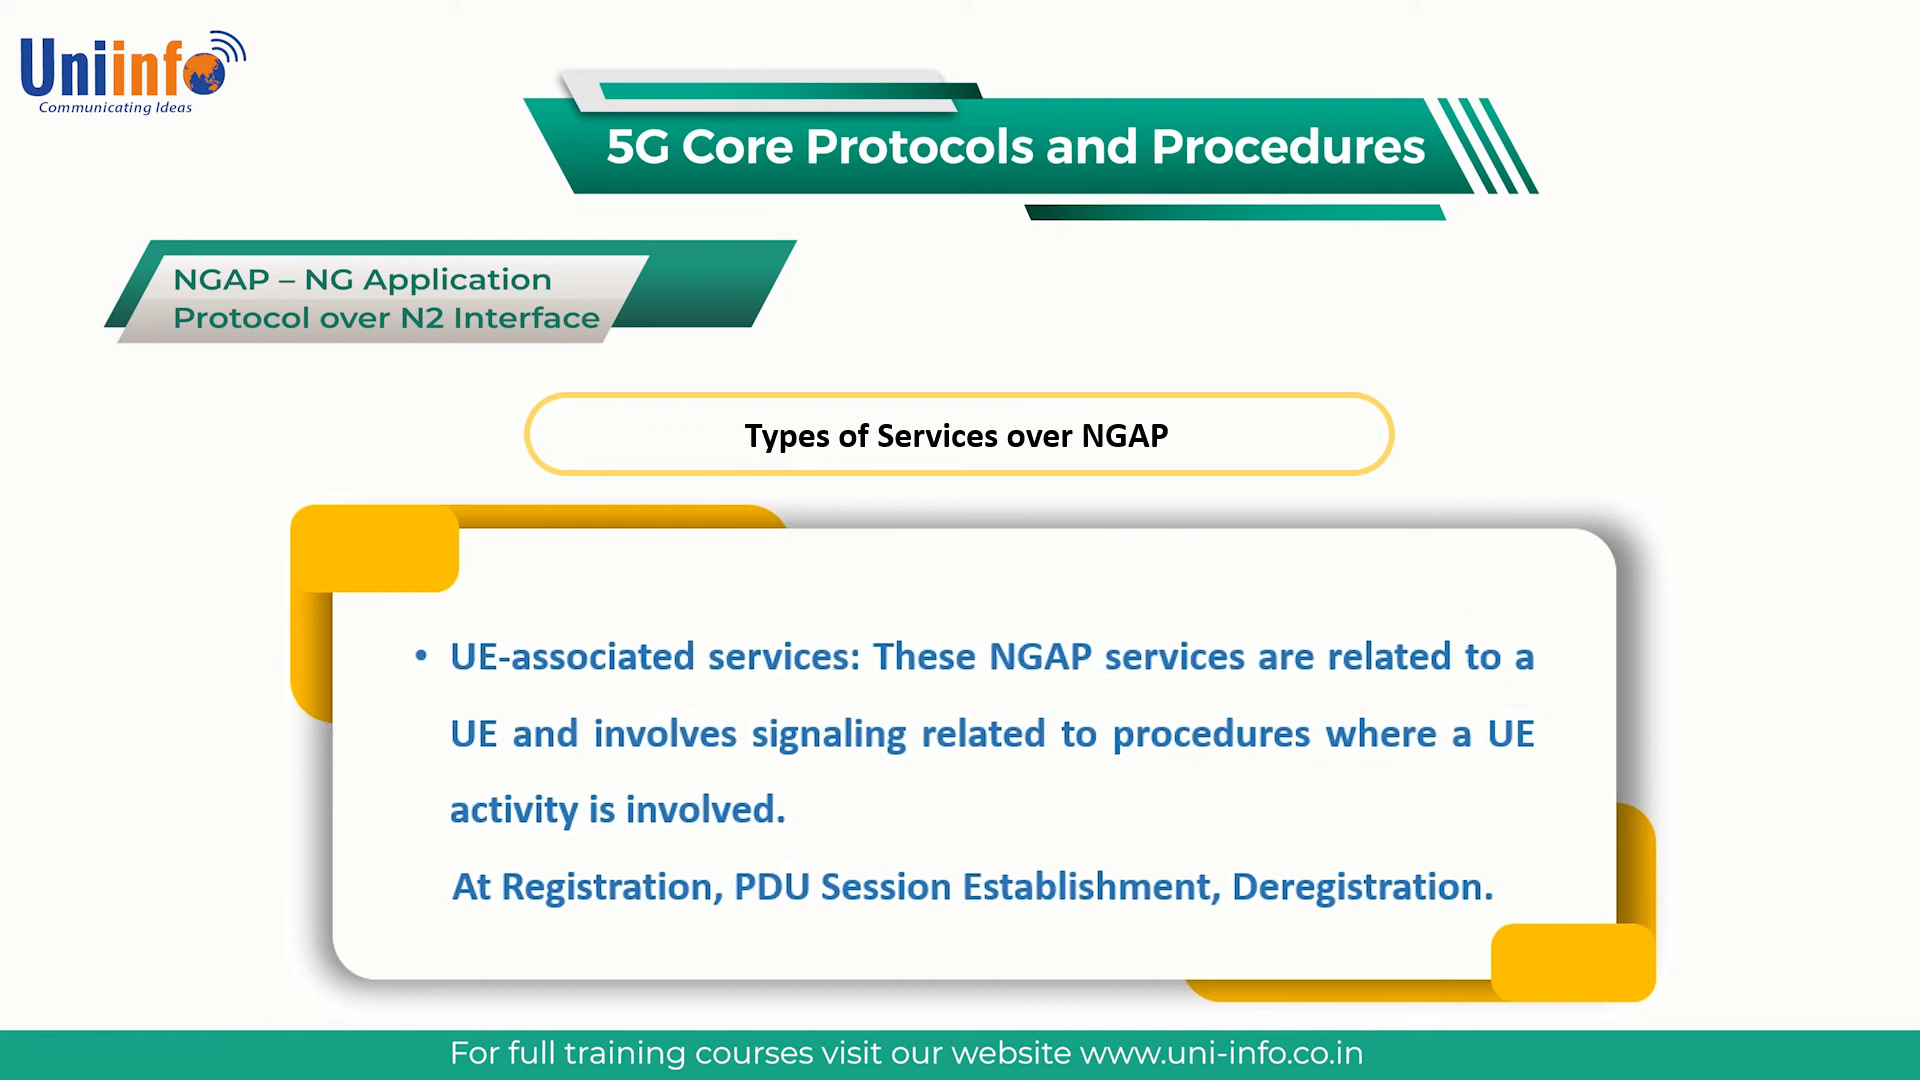 Uniinfo
Communicating Ideas
5G Core Protocols and Procedures
NGAP – NG Application
Protocol over N2 Interface
Types of Services over NGAP
• UE-associated services: These NGAP services are related to a
UE and involves signaling related to procedures where a UE
activity is involved.
At Registration, PDU Session Establishment, Deregistration.
For full training courses visit our website www.uni-info.co.in